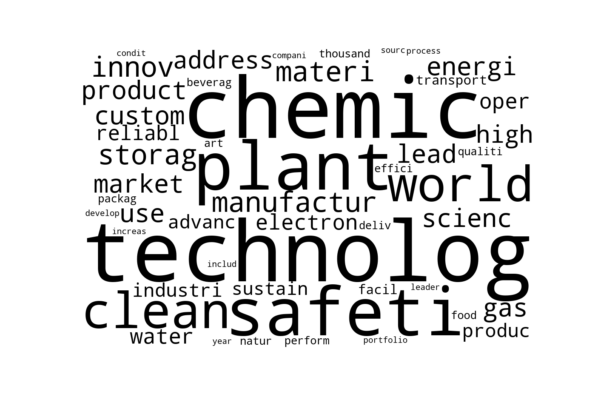 condit compani thousand sourc process
innov address materi energi
product beverag chemic transport
custom oper
reliabl art high
storag plant lead qualiti
effici
market world
packag manufactur
develop use advanc electron deliv scienc
increas
technolog
includ
industri sustain facil leader
clean safeti food gas
water year natur perform portfolio produc